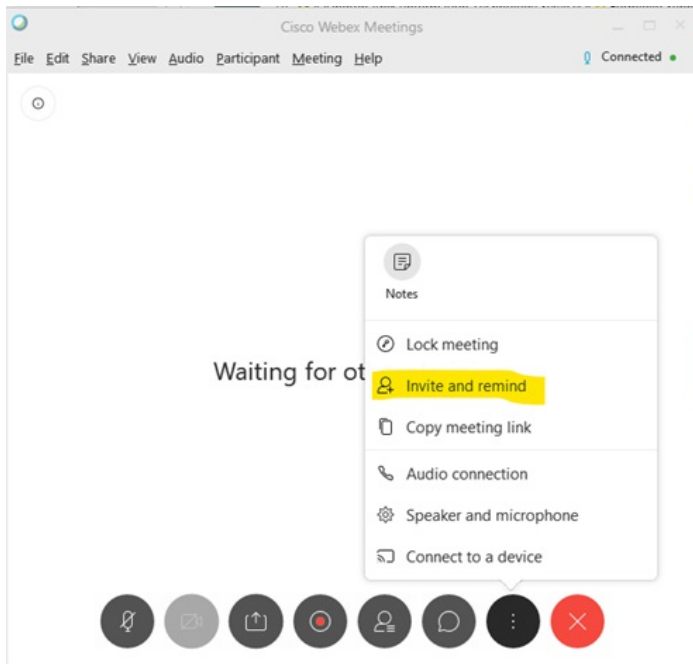 Cisco Webex Meetings
File Edit Share View Audio Participant Meeting Help Connected
Notes
Lock meeting
Waiting for ot
Invite and remind
Copy meeting link
Audio connection
Speaker and microphone
Connect to a device